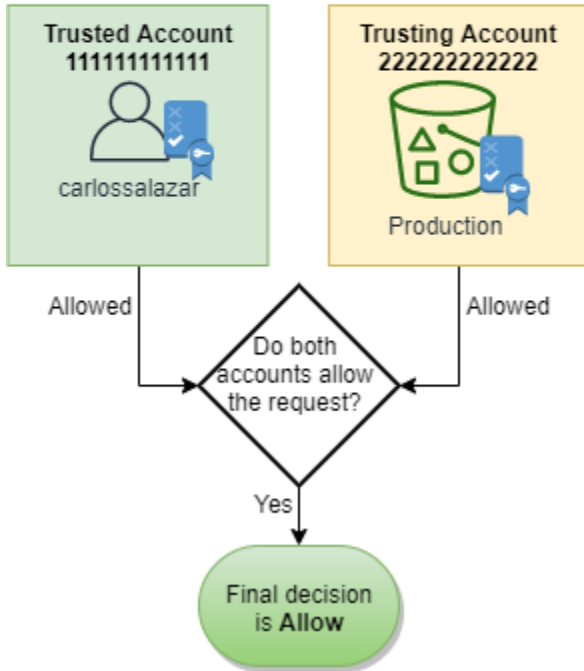 Trusted Account
111111111111
carlossalazar
Trusting Account
222222222222
Production
Allowed
Allowed
Do both
accounts allow
the request?
Yes
Final decision
is Allow